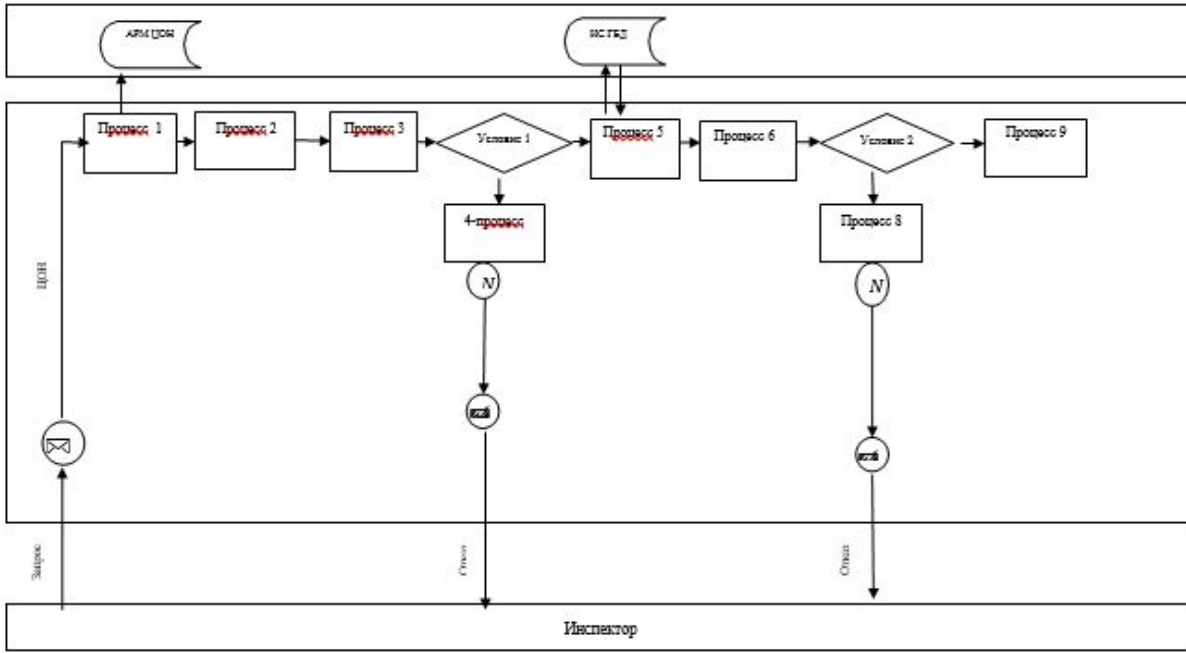 АРМ ЦОН
ИС ГБД
Процесс 1
Процесс 2
Процесс 3
Условие 1
Процесс 5
Процесс 6
Условие 2
Процесс 9
4-процесс
Процесс 8
ЦОН
N
N
Запрос
Отказ
Отказ
Инспектор